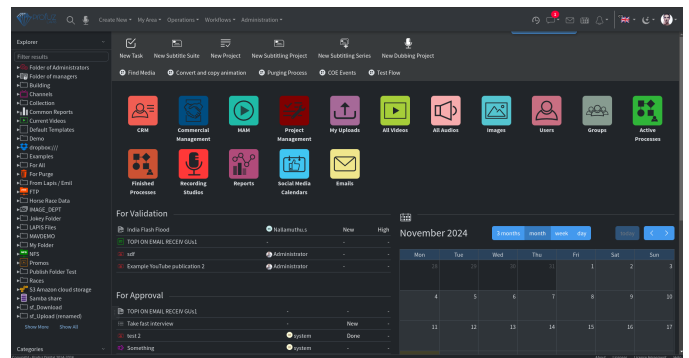 Create New My Area Operations Workflows Administration
Explorer
Filter results
Folder of Administrators
Folder of managers
Building
Channels
Collection
Common Reports
Current Videos
Default Templates
Demo
dropbox:///
Examples
For All
For Purge
From Lapis / Emil
FTP
Horse Race Data
IMAGE_DEPT
Jokey Folder
LAPIS Files
MAVDEMO
My Folder
NFS
Promos
Publish Folder Test
Races
S3 Amazon cloud storage
Samba share
sf_Download
sf_Upload (renamed)
Show More Show All
Categories
New Task New Subtitle Suite New Project New Subtitling Project New Subtitling Series New Dubbing Project
Find Media Convert and copy animation Purging Process COE Events Test Flow
CRM Commercial Management MAM Project Management My Uploads All Videos All Audios Images Users Groups Active Processes
Finished Processes Recording Studios Reports Social Media Calendars Emails
For Validation
India Flash Flood Nallamuthu.s New High
TOPI ON EMAIL RECEIV GUs1 - - -
sdf Administrator - -
Example YouTube publication 2 Administrator - -
For Approval
TOPI ON EMAIL RECEIV GUs1 - - -
Take fast interview - New -
test 2 system Done -
Something system - -
November 2024 3 months month week day today
Mon Tue Wed Thu Fri Sat Sun
28 29 30 31 1 2 3
4 5 6 7 8 9 10
11 12 13 14 15 16 17